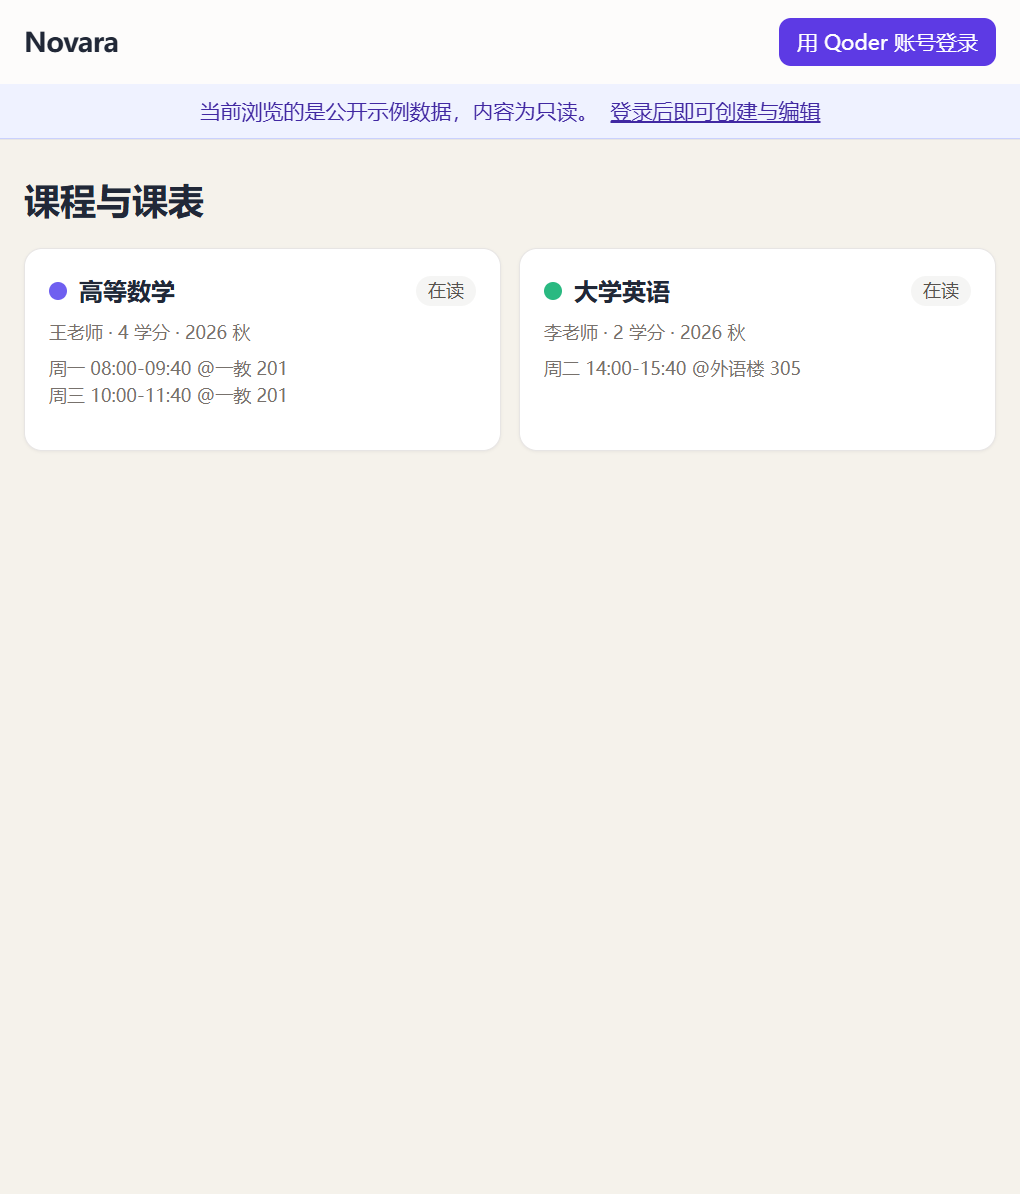 Novara
用 Qoder 账号登录
当前浏览的是公开示例数据，内容为只读。 登录后即可创建与编辑
课程与课表
高等数学
在读
王老师 · 4 学分 · 2026 秋
周一 08:00-09:40 @一教 201
周三 10:00-11:40 @一教 201
大学英语
在读
李老师 · 2 学分 · 2026 秋
周二 14:00-15:40 @外语楼 305